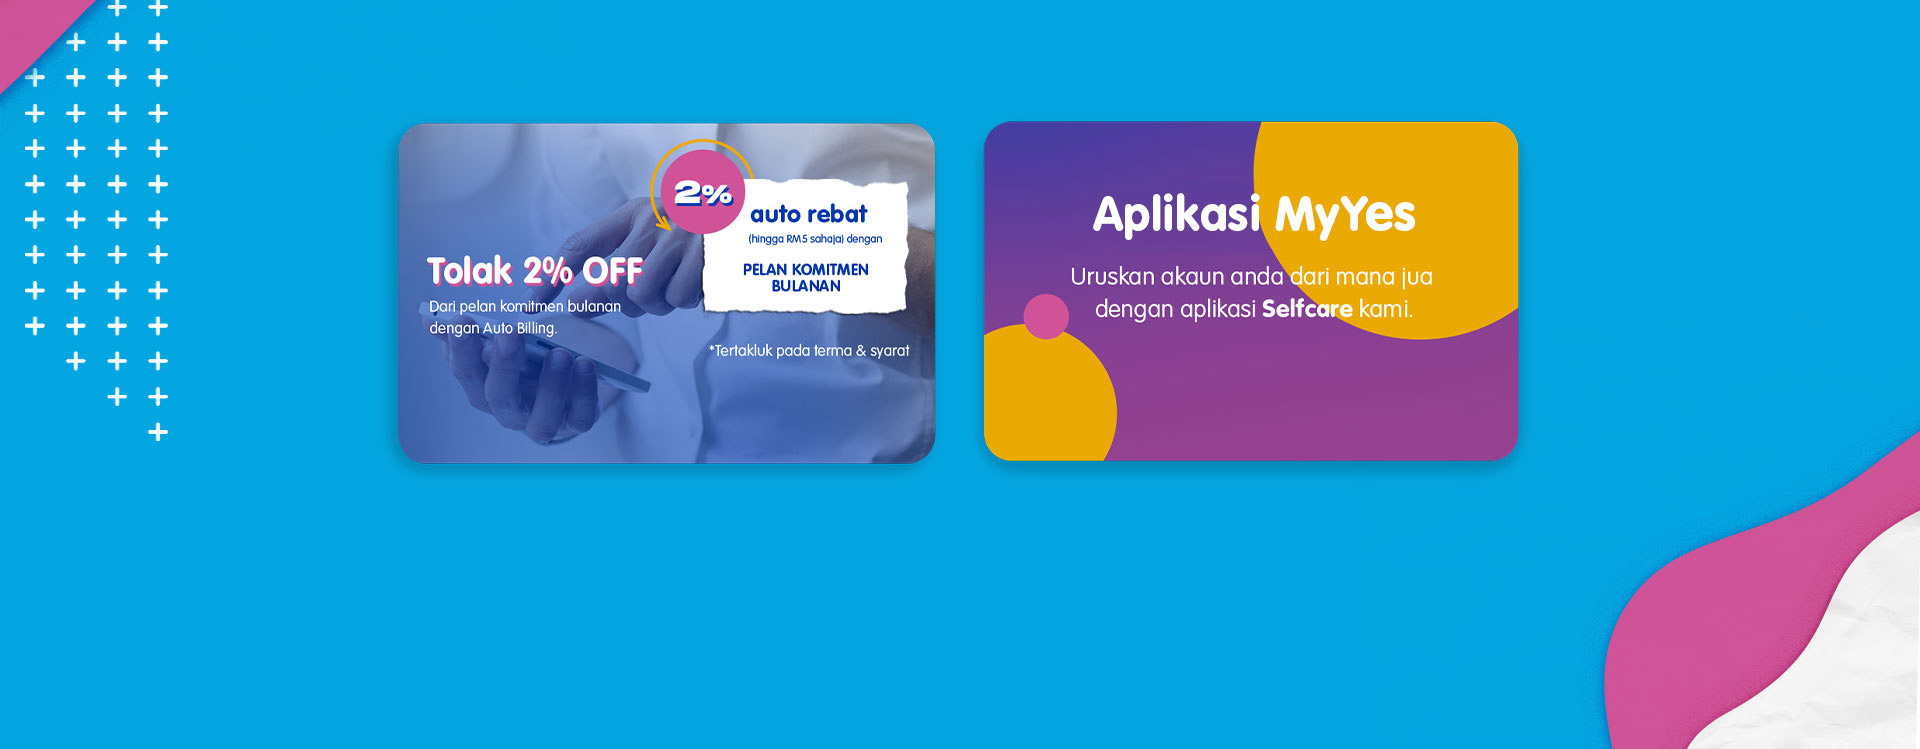 Tolak 2% OFF
Dari pelan komitmen bulanan
dengan Auto Billing.
2%
auto rebat
(hingga RM5 sahaja) dengan
PELAN KOMITMEN
BULANAN
*Tertakluk pada terma & syarat
Aplikasi MyYes
Uruskan akaun anda dari mana jua
dengan aplikasi Selfcare kami.